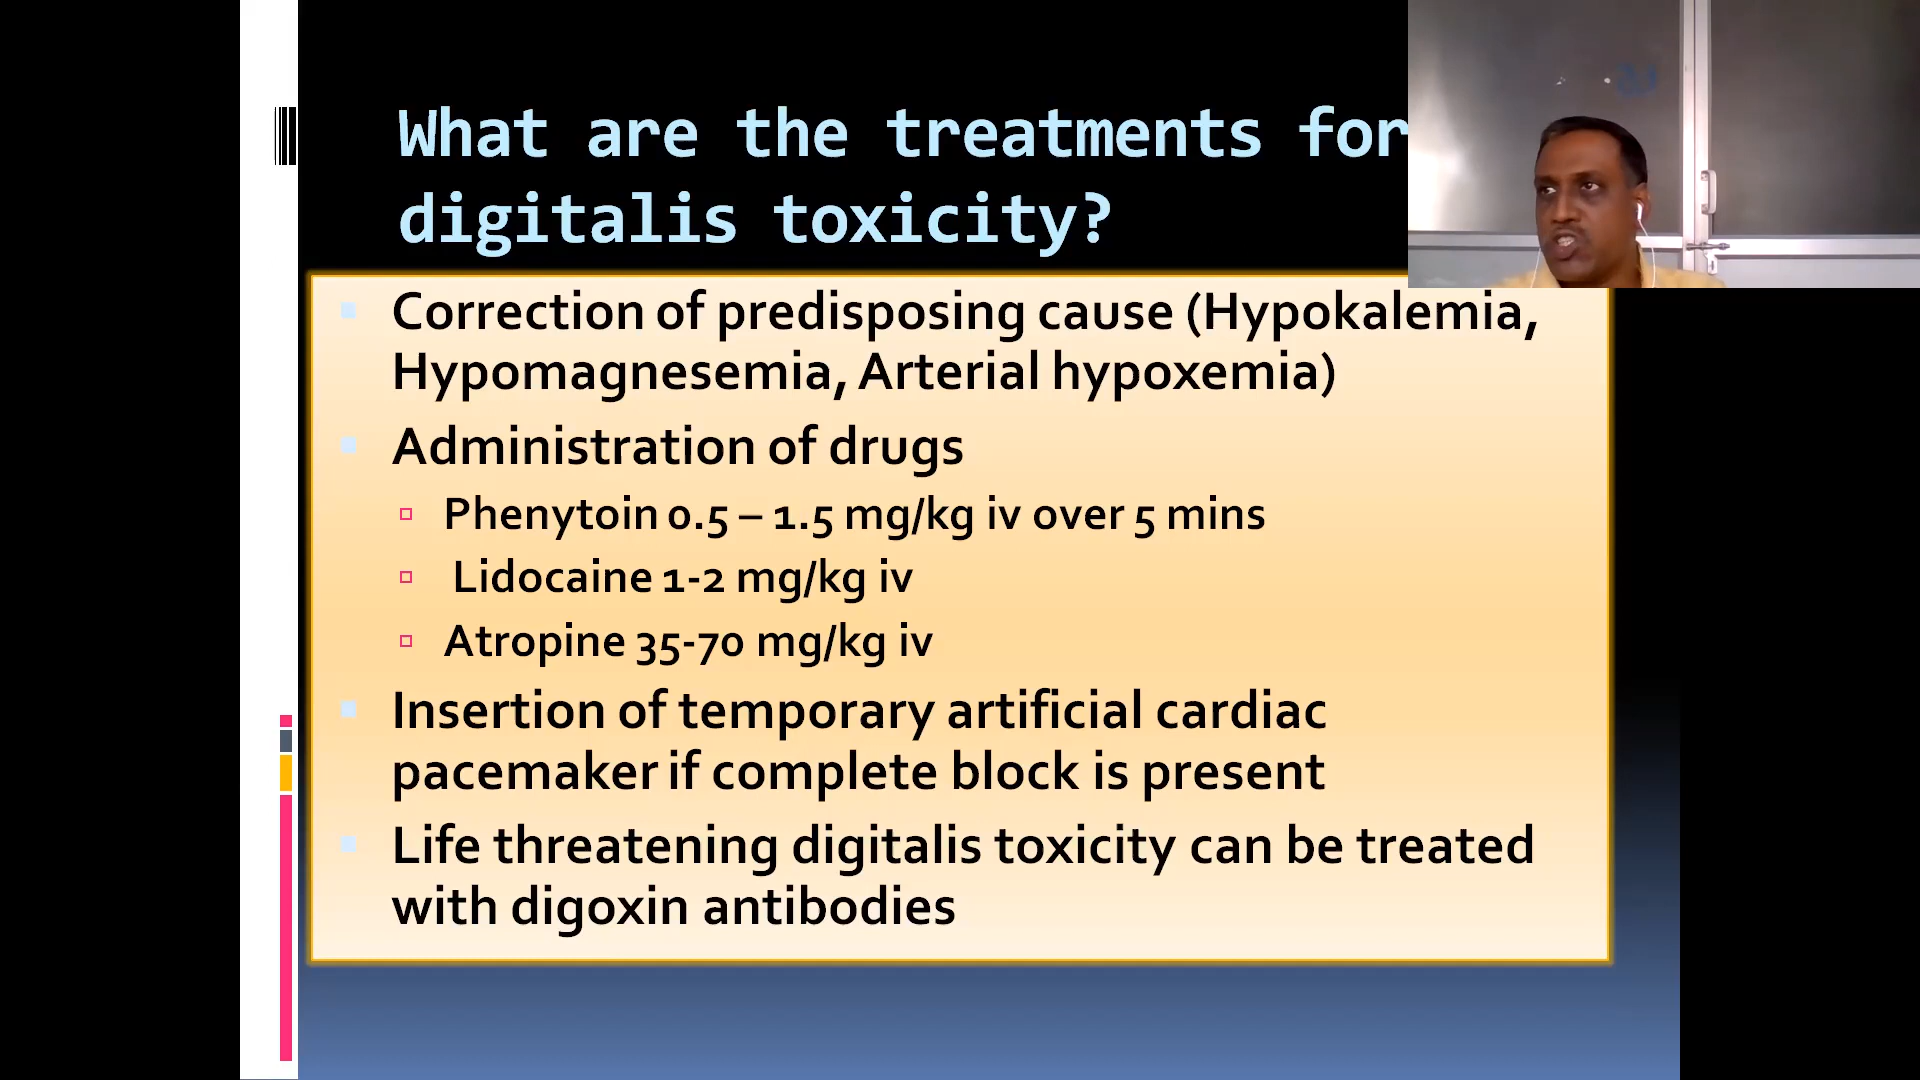 What are the treatments for
digitalis toxicity?
Correction of predisposing cause (Hypokalemia,
Hypomagnesemia, Arterial hypoxemia)
Administration of drugs
Phenytoin 0.5 – 1.5 mg/kg iv over 5 mins
Lidocaine 1-2 mg/kg iv
Atropine 35-70 mg/kg iv
Insertion of temporary artificial cardiac
pacemaker if complete block is present
Life threatening digitalis toxicity can be treated
with digoxin antibodies